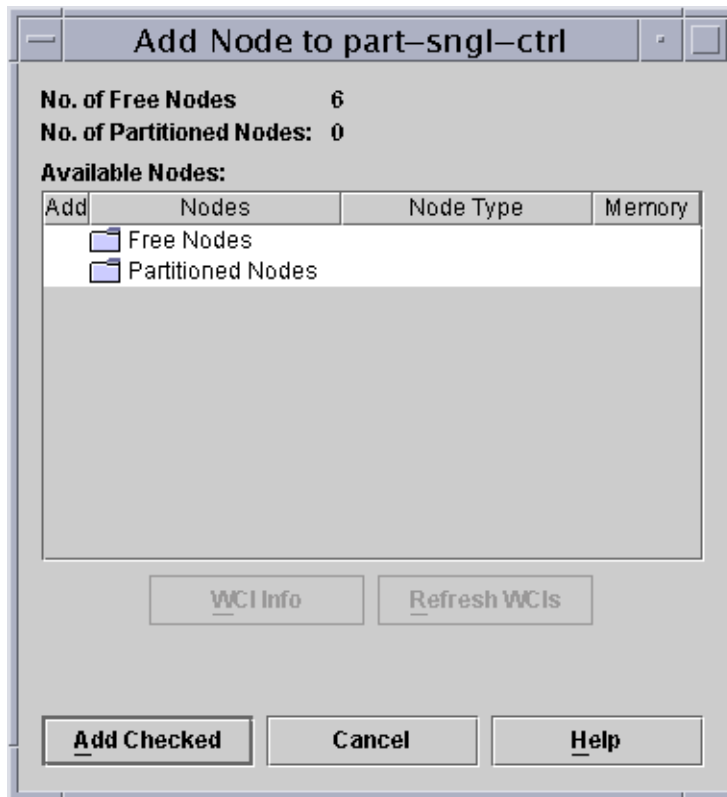 Add Node to part-sngl-ctrl
No. of Free Nodes 6
No. of Partitioned Nodes: 0
Available Nodes:
Add Nodes Node Type Memory
Free Nodes
Partitioned Nodes
WCI Info Refresh WCIs
Add Checked Cancel Help